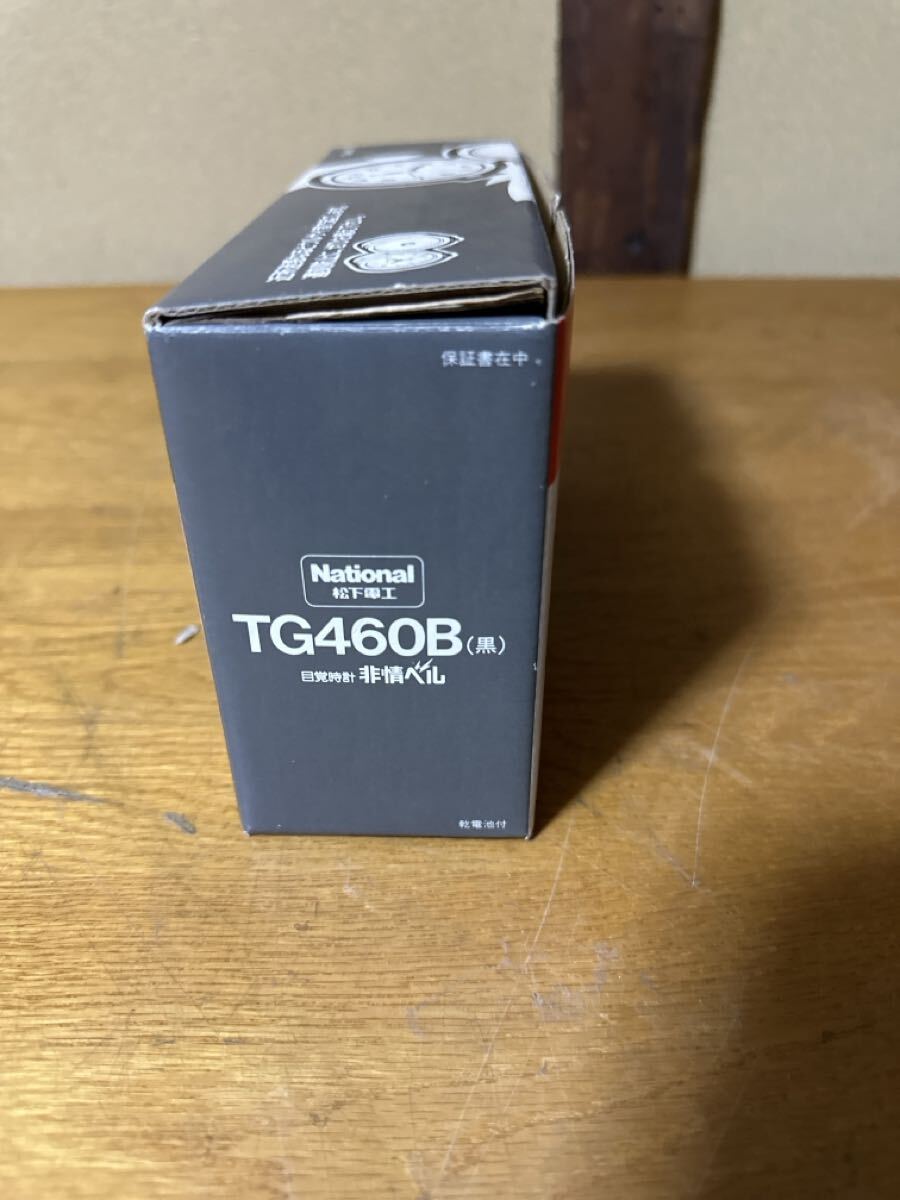 保証書在中
National
松下電工
TG460B(黒)
目覚時計 非情ベル
乾電池付